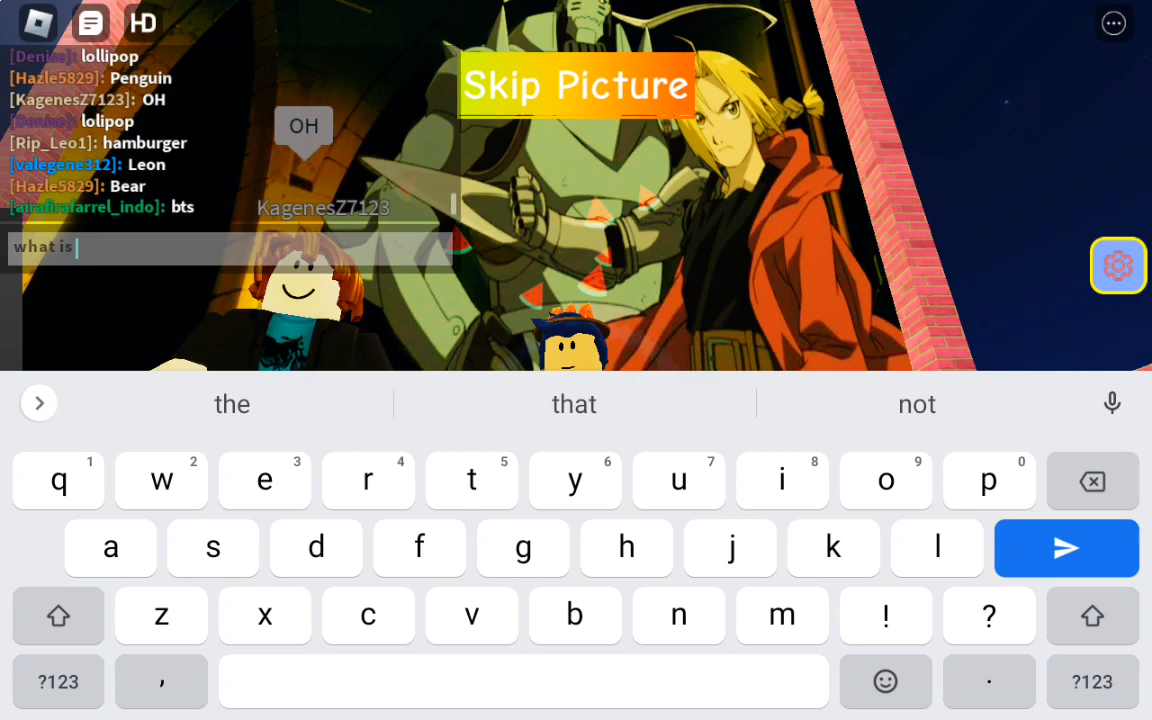 HD
[Denise]: lollipop
[Hazle5829]: Penguin
[KagenesZ7123]: OH
[Denise]: lolipop
[Rip_Leo1]: hamburger
[valegene312]: Leon
[Hazle5829]: Bear
[airafirafarrel_indo]: bts
what is
Skip Picture
OH
KagenesZ7123
the that not
q 1 w 2 e 3 r 4 t 5 y 6 u 7 i 8 o 9 p 0
a s d f g h j k l
z x c v b n m ! ?
?123 , . ?123